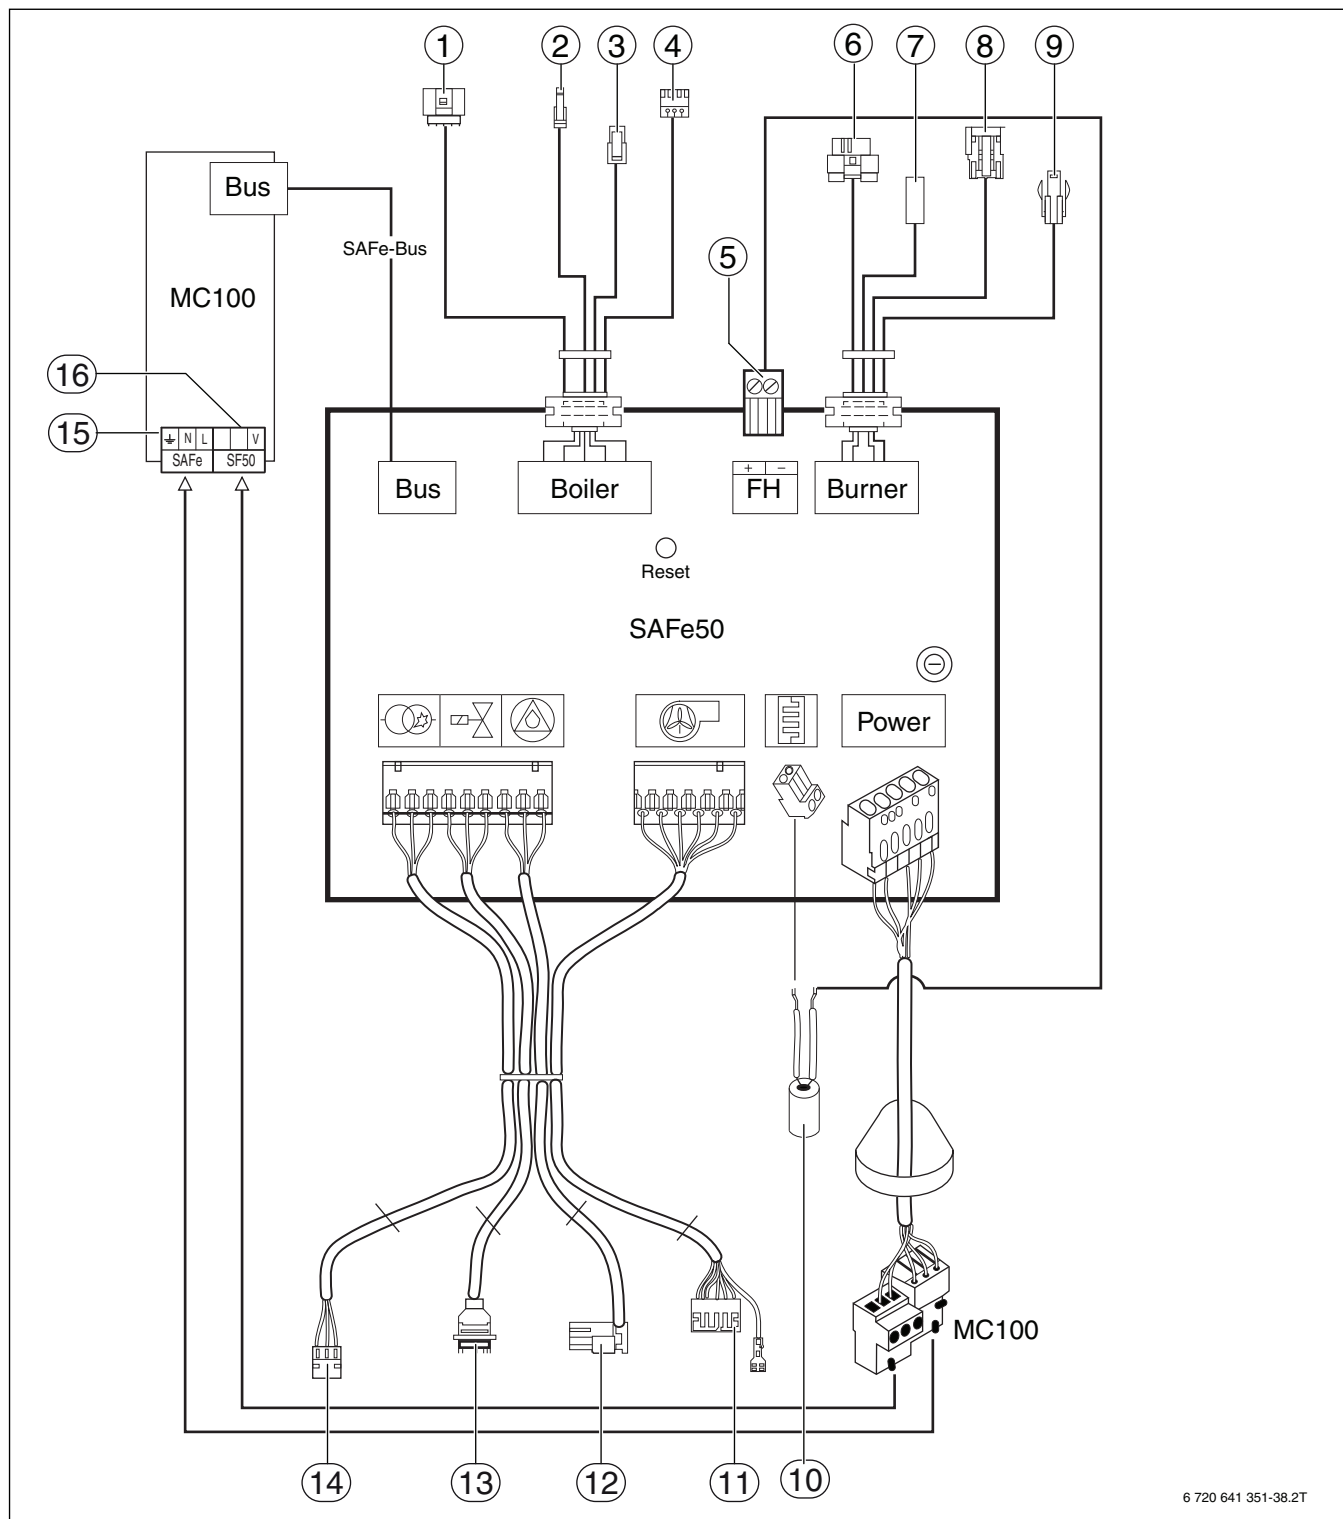 1 2 3 4 6 7 8 9
Bus
SAFe-Bus
5
MC100
16
15
N L V
SAFe SF50
Bus Boiler + − FH Burner
Reset
SAFe50
Power
MC100
14 13 12 11 10
6 720 641 351-38.2T